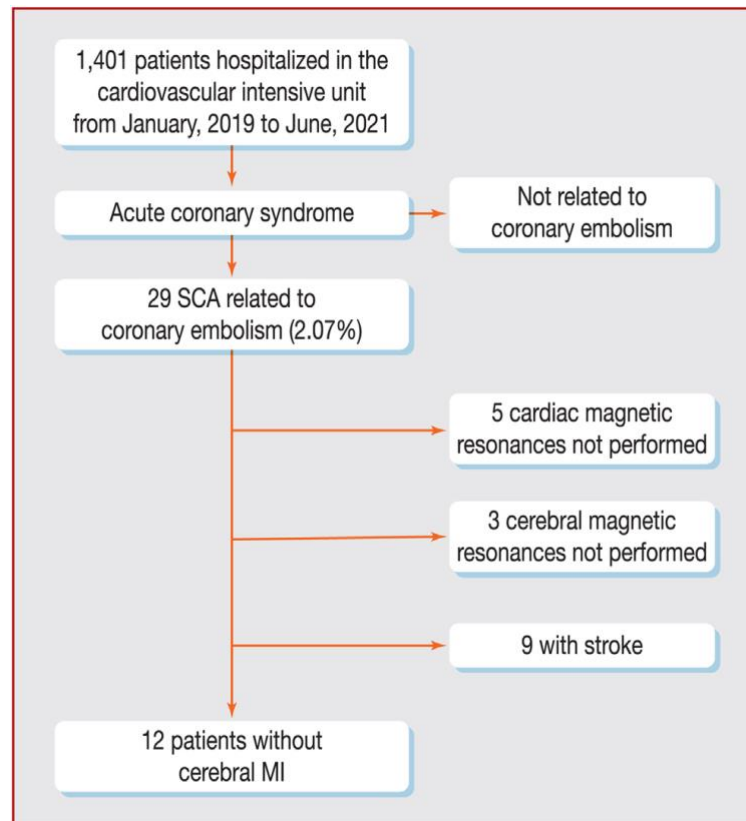 1,401 patients hospitalized in the
cardiovascular intensive unit
from January, 2019 to June, 2021
Acute coronary syndrome
Not related to
coronary embolism
29 SCA related to
coronary embolism (2.07%)
5 cardiac magnetic
resonances not performed
3 cerebral magnetic
resonances not performed
9 with stroke
12 patients without
cerebral MI